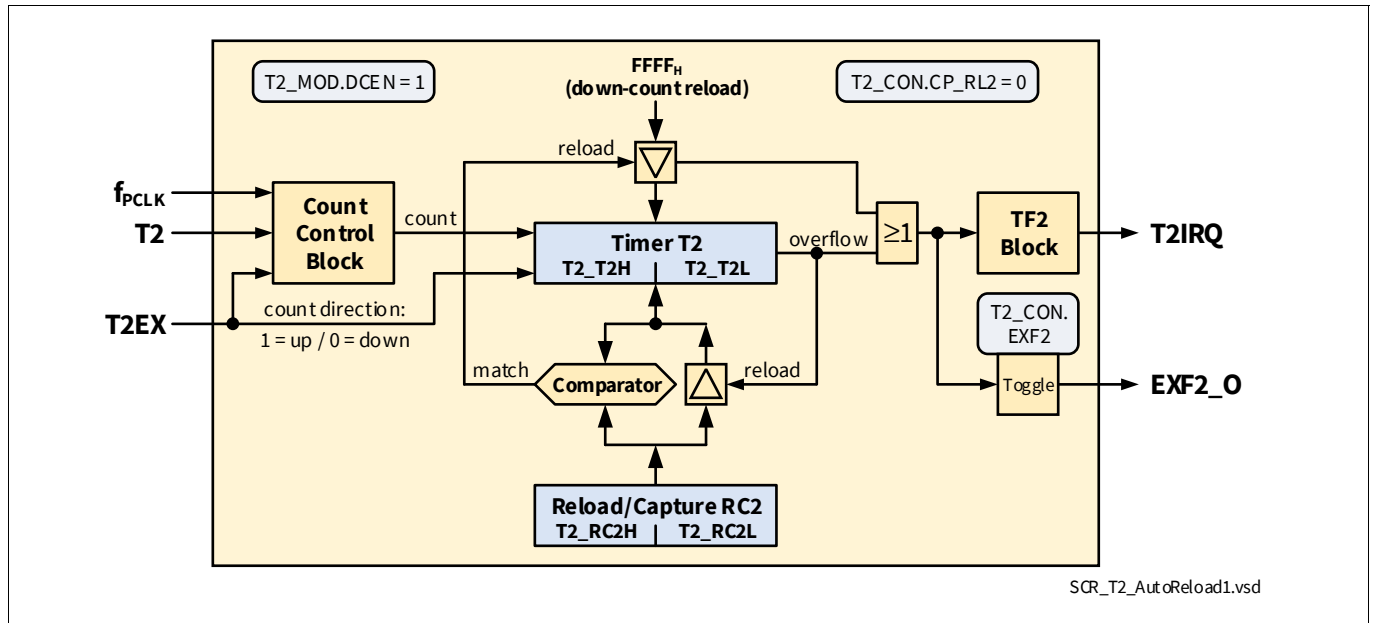 T2_MOD.DCEN = 1
FFFFH
(down-count reload)
T2_CON.CP_RL2 = 0
reload
fPCLK
T2
T2EX
Count
Control
Block
count
count direction:
1 = up / 0 = down
Timer T2
T2_T2H
T2_T2L
overflow
≥1
TF2
Block
T2IRQ
T2_CON.
EXF2
Toggle
EXF2_O
match
Comparator
reload
Reload/Capture RC2
T2_RC2H
T2_RC2L
SCR_T2_AutoReload1.vsd